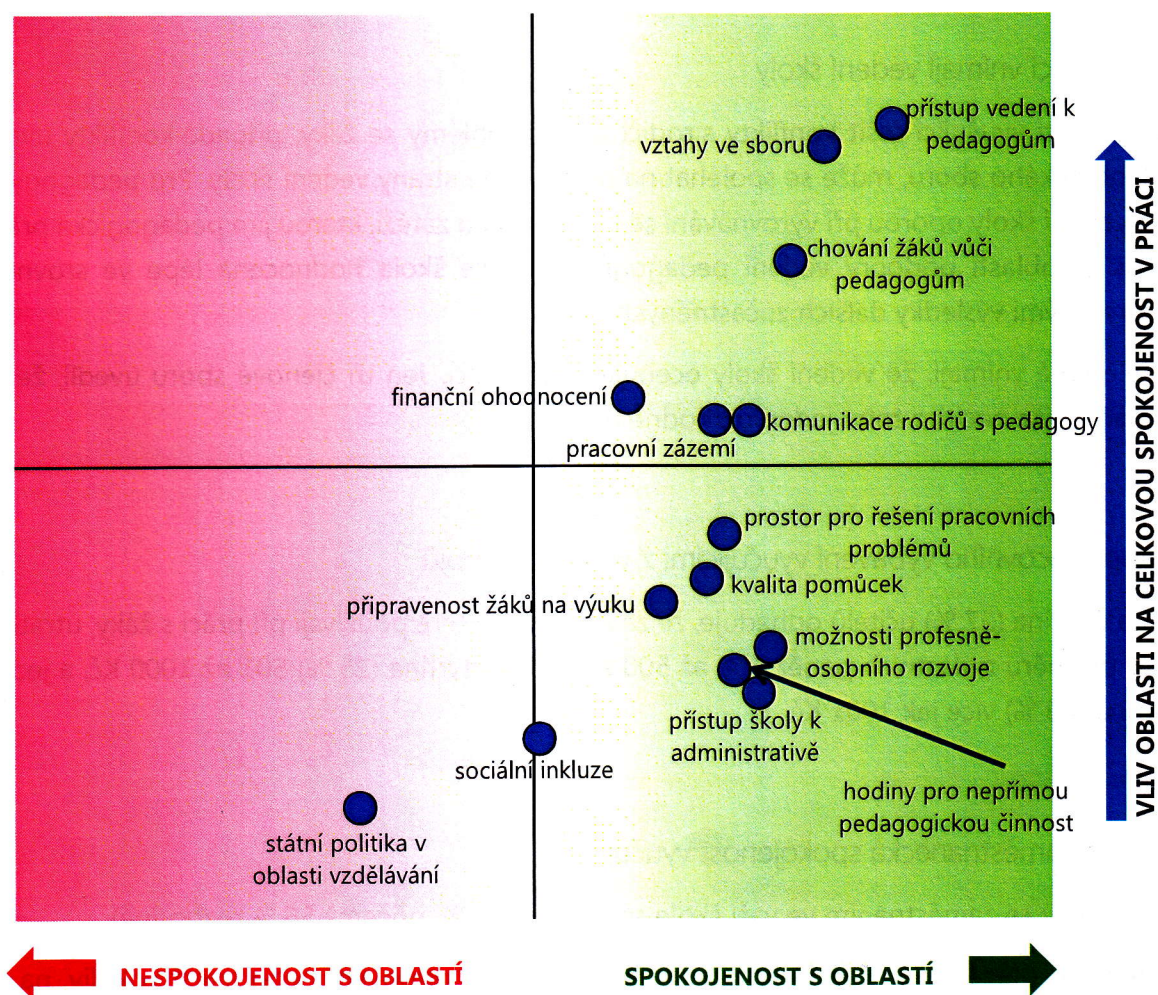 přístup vedení k
pedagogům
vztahy ve sboru
chování žáků vůči
pedagogům
finanční ohodnocení
komunikace rodičů s pedagogy
pracovní zázemí
prostor pro řešení pracovních
problémů
kvalita pomůcek
připravenost žáků na výuku
možnosti profesně-
osobního rozvoje
přístup školy k
administrativě
sociální inkluze
hodiny pro nepřímou
pedagogickou činnost
státní politika v
oblasti vzdělávání
NESPOKOJENOST S OBLASTÍ
SPOKOJENOST S OBLASTÍ
VLIV OBLASTI NA CELKOVOU SPOKOJENOST V PRÁCI